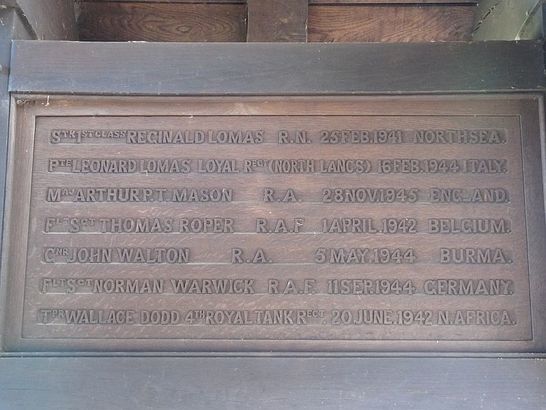 STK 1ST CLASS REGINALD LOMAS R.N. 23 FEB. 1941 NORTH SEA.
PTE LEONARD LOMAS LOYAL REGT (NORTH LANCS) 16 FEB. 1944 ITALY.
MAJ ARTHUR P.T. MASON R.A. 28 NOV. 1945 ENGLAND.
FLT SGT THOMAS ROPER R.A.F 1 APRIL. 1942 BELGIUM.
GNR JOHN WALTON R.A. 5 MAY. 1944 BURMA.
FLT SGT NORMAN WARWICK R.A.F. 11 SEP. 1944 GERMANY.
TPR WALLACE DODD 4TH ROYAL TANK REGT. 20. JUNE. 1942 N. AFRICA.